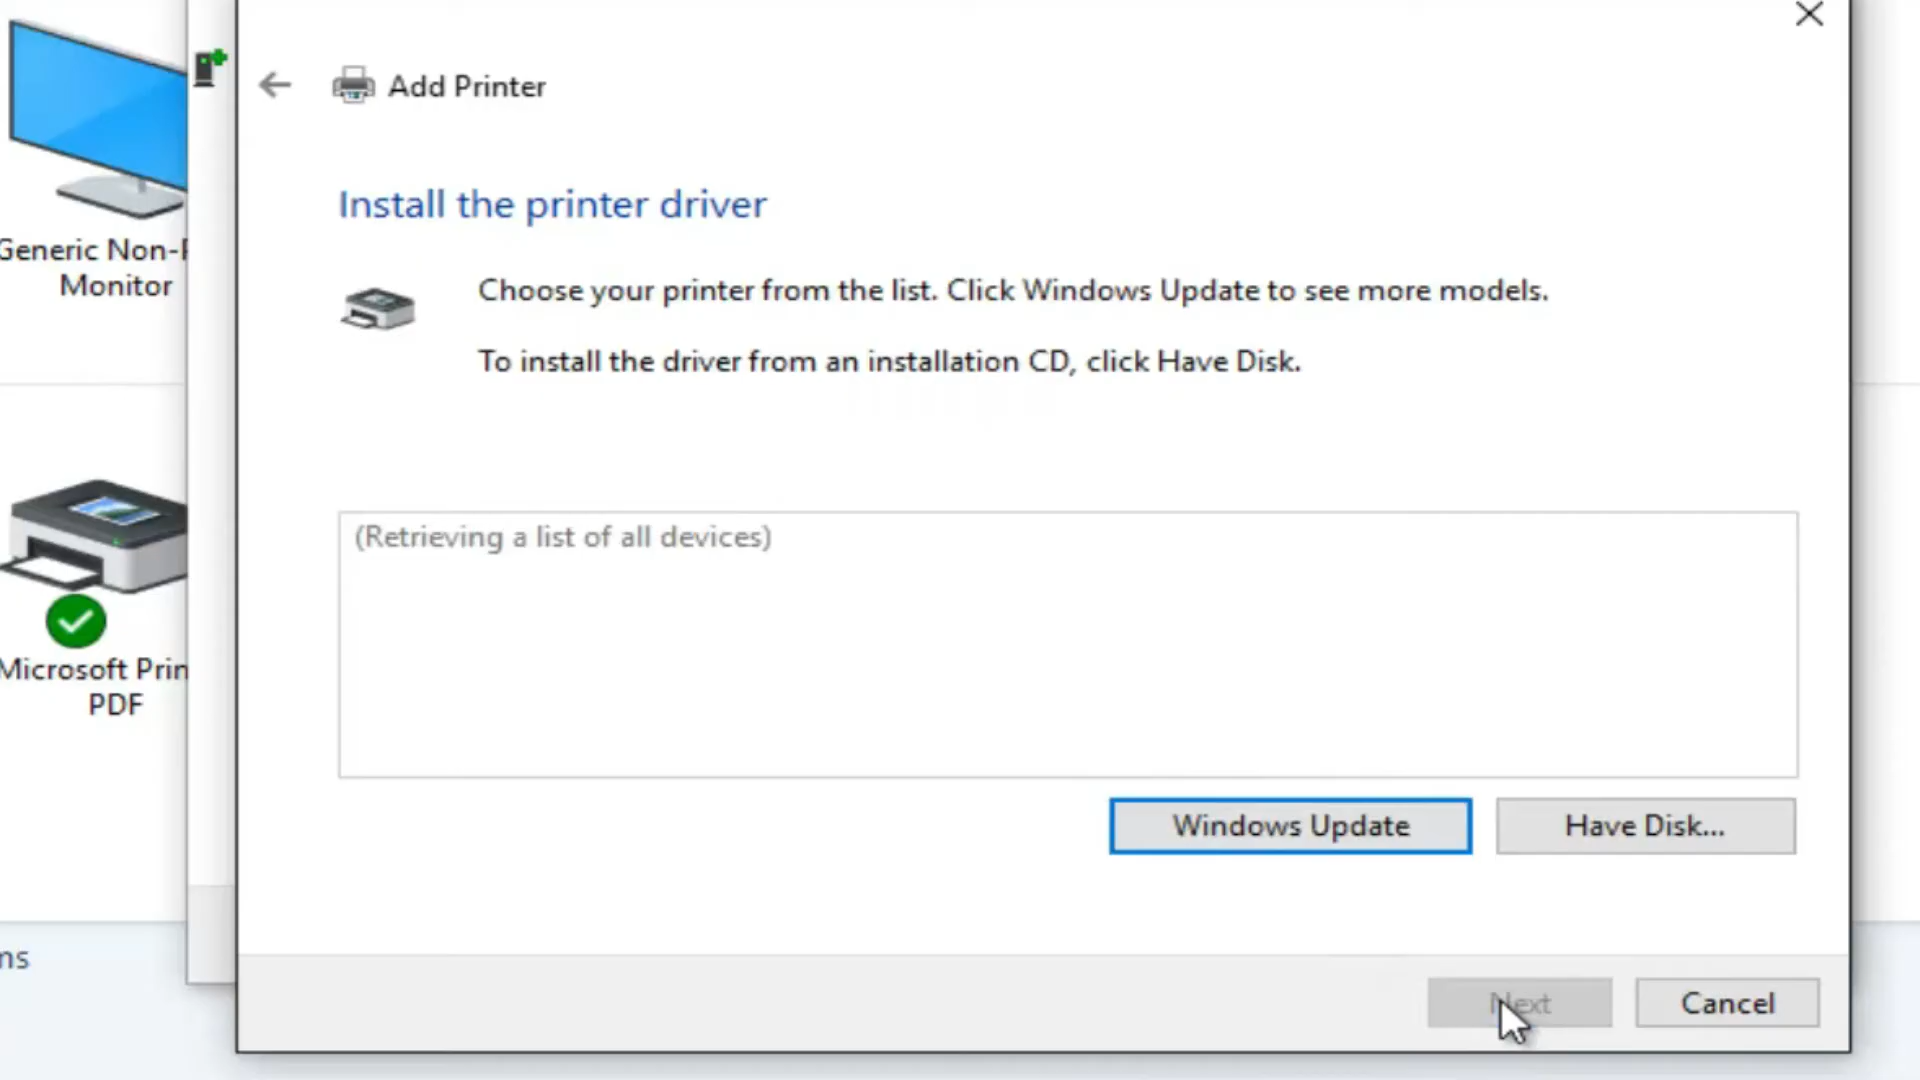 Add Printer
Install the printer driver
Choose your printer from the list. Click Windows Update to see more models.
To install the driver from an installation CD, click Have Disk.
(Retrieving a list of all devices)
Windows Update
Have Disk...
Next
Cancel
Generic Non-
Monitor
Microsoft Prin
PDF
ms